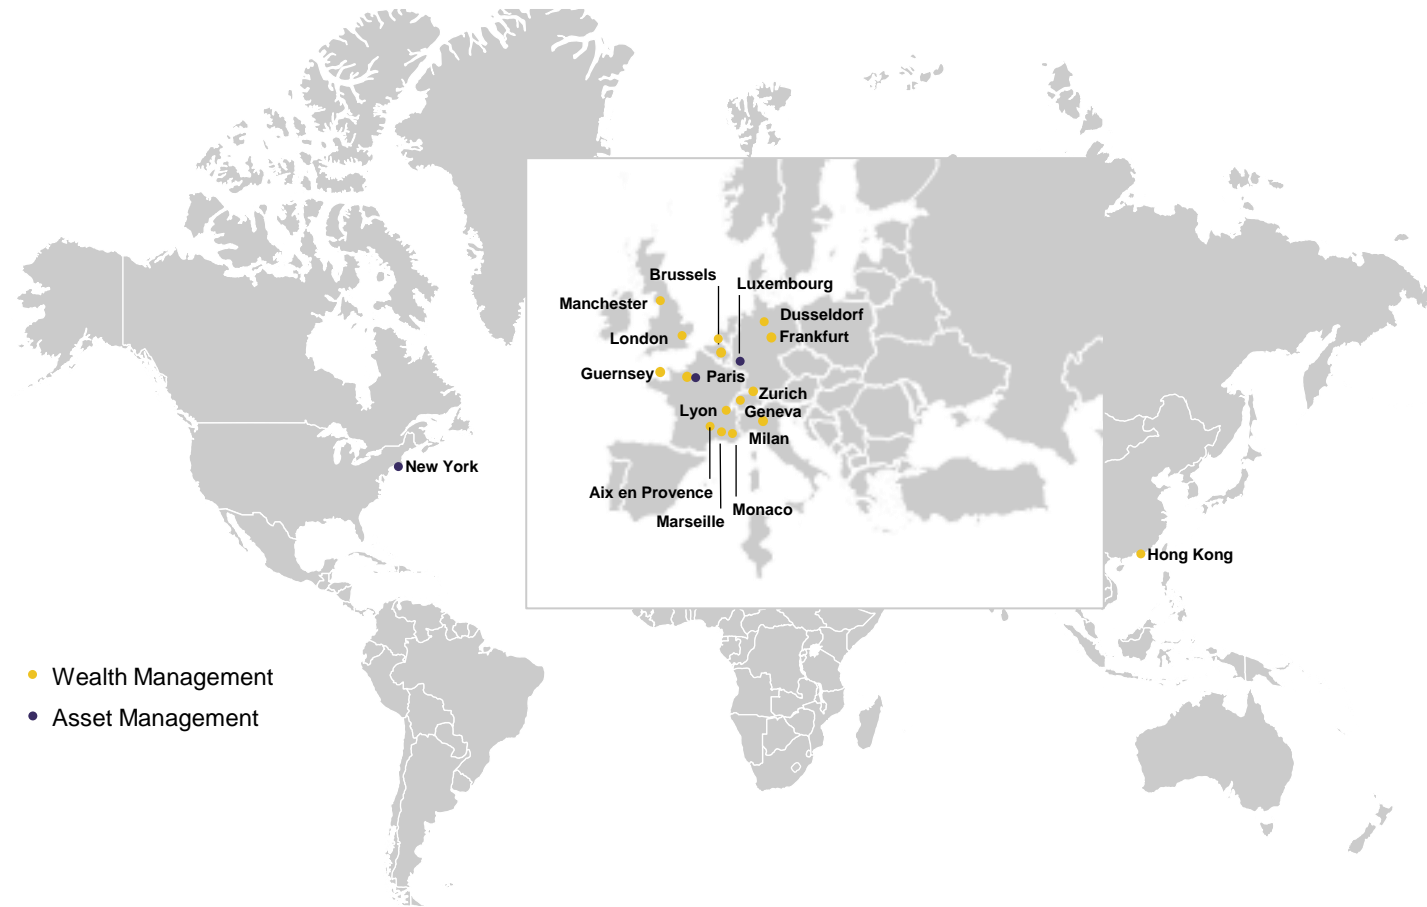 Brussels
Luxembourg
Manchester
Dusseldorf
London
Frankfurt
Guernsey
Paris
Zurich
Lyon
Geneva
Milan
New York
Aix en Provence
Monaco
Marseille
Hong Kong
Wealth Management
Asset Management